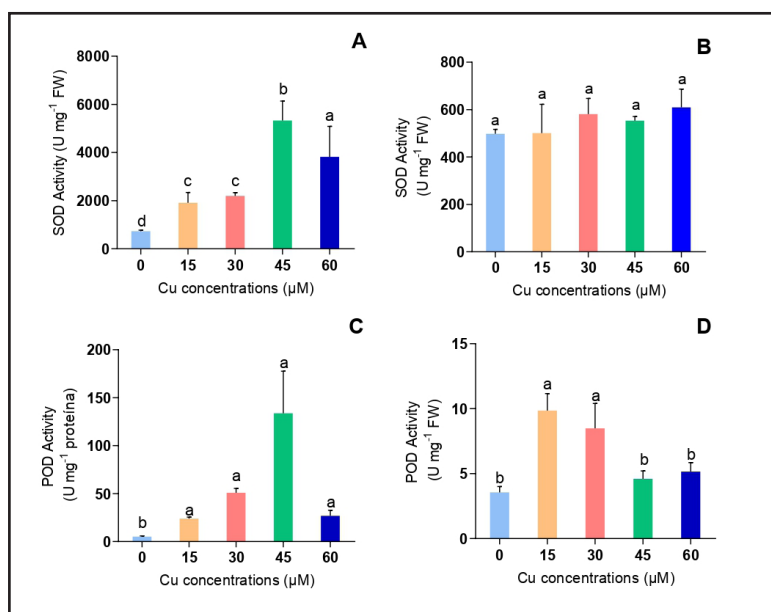 A
SOD Activity (U mg-1 FW)
8000
6000
4000
2000
0
d
c
c
b
a
0 15 30 45 60
Cu concentrations (µM)
B
SOD Activity
(U mg-1 FW)
800
600
400
200
0
a
a
a
a
a
0 15 30 45 60
Cu concentrations (µM)
C
POD Activity
(U mg-1 proteína)
200
150
100
50
0
b
a
a
a
a
0 15 30 45 60
Cu concentrations (µM)
D
POD Activity
(U mg-1 FW)
15
10
5
0
b
a
a
b
b
0 15 30 45 60
Cu concentrations (µM)